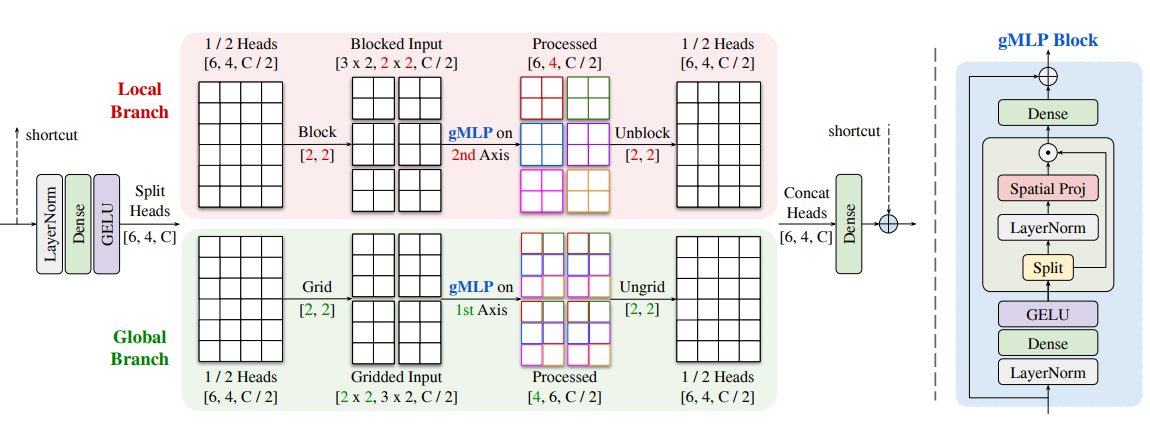 shortcut
LayerNorm
Dense
GELU
Split
Heads
[6, 4, C]
Local
Branch
1 / 2 Heads
[6, 4, C / 2]
Block
[2, 2]
Blocked Input
[3 x 2, 2 x 2, C / 2]
gMLP on
2nd Axis
Processed
[6, 4, C / 2]
Unblock
[2, 2]
1 / 2 Heads
[6, 4, C / 2]
Global
Branch
Grid
[2, 2]
1 / 2 Heads
[6, 4, C / 2]
gMLP on
1st Axis
Gridded Input
[2 x 2, 3 x 2, C / 2]
Ungrid
[2, 2]
Processed
[4, 6, C / 2]
1 / 2 Heads
[6, 4, C / 2]
Concat
Heads
[6, 4, C]
Dense
shortcut
gMLP Block
Dense
Spatial Proj
LayerNorm
Split
GELU
Dense
LayerNorm